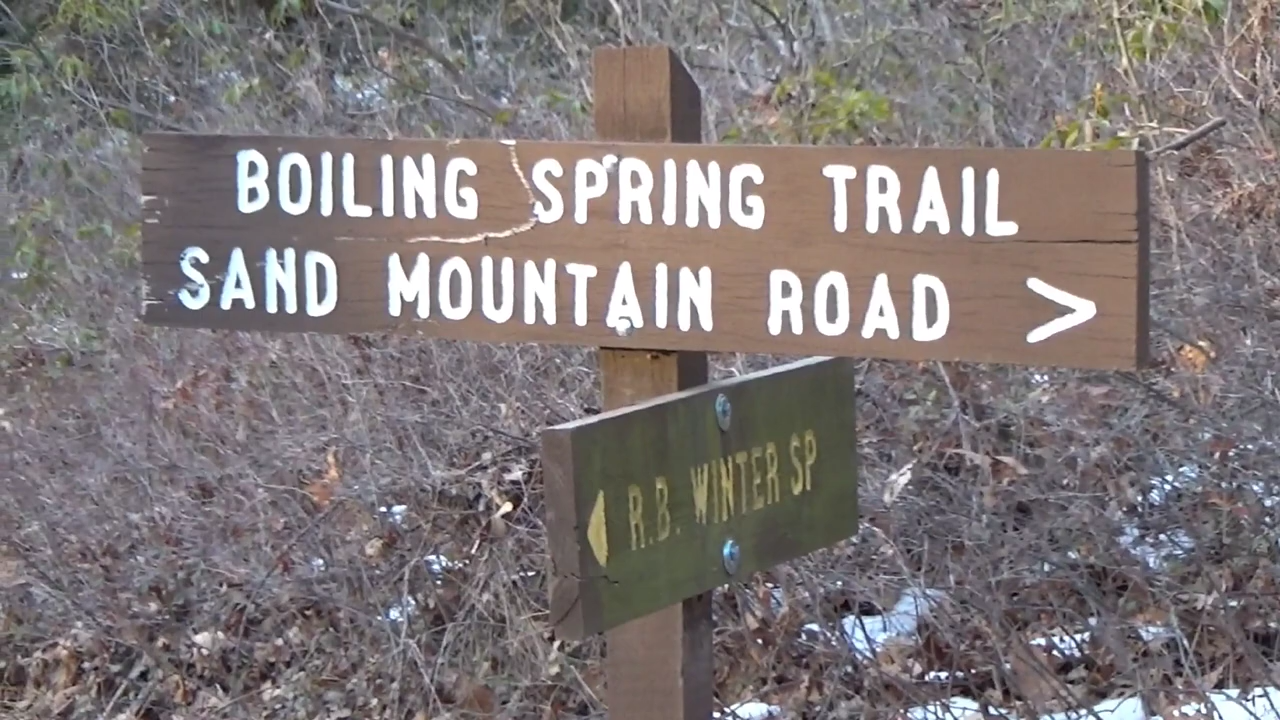 BOILING SPRING TRAIL
SAND MOUNTAIN ROAD >
R.B. WINTER SP